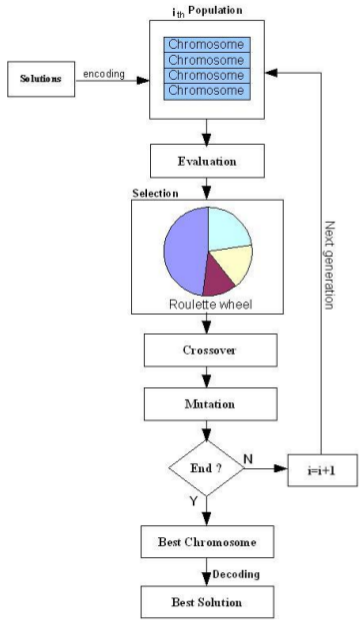 i th Population
Chromosome
Chromosome
Chromosome
Chromosome
Solutions
encoding
Evaluation
Selection
Roulette wheel
Next generation
Crossover
Mutation
End ?
N
i=i+1
Y
Best Chromosome
Decoding
Best Solution